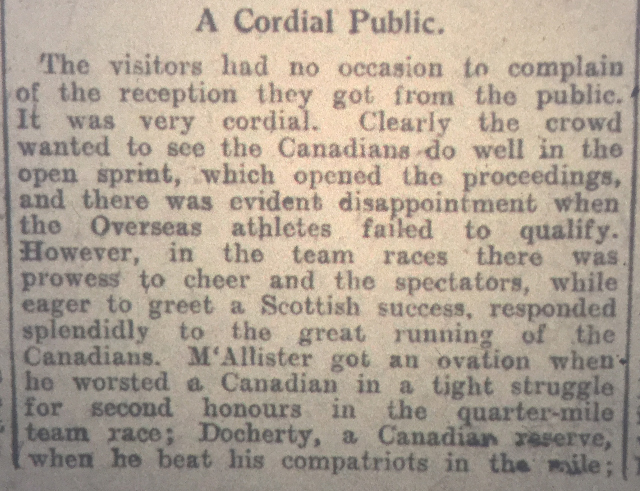 A Cordial Public.
The visitors had no occasion to complain
of the reception they got from the public.
It was very cordial. Clearly the crowd
wanted to see the Canadians do well in the
open sprint, which opened the proceedings,
and there was evident disappointment when
the Overseas athletes failed to qualify.
However, in the team races there was
prowess to cheer and the spectators, while
eager to greet a Scottish success, responded
splendidly to the great running of the
Canadians. M'Allister got an ovation when
he worsted a Canadian in a tight struggle
for second honours in the quarter-mile
team race; Docherty, a Canadian reserve,
when he beat his compatriots in the mile;